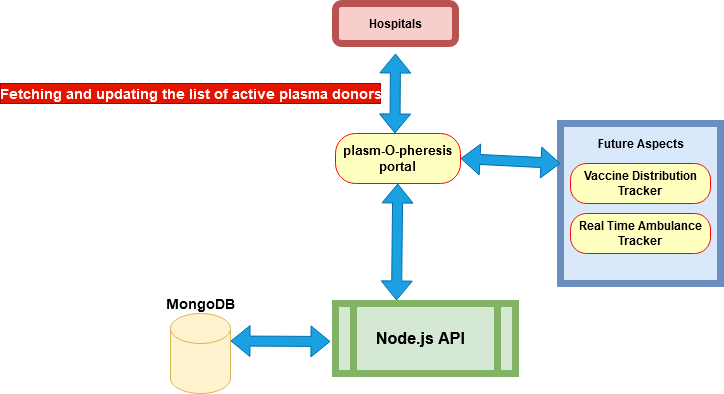 Hospitals
Fetching and updating the list of active plasma donors
plasm-O-pheresis
portal
Future Aspects
Vaccine Distribution
Tracker
Real Time Ambulance
Tracker
MongoDB
Node.js API